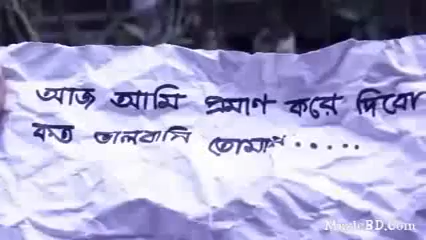 আজ আমি প্রমাণ করে দিবো
কত ভালবাসি তোমায়.....
MusicBD.Com